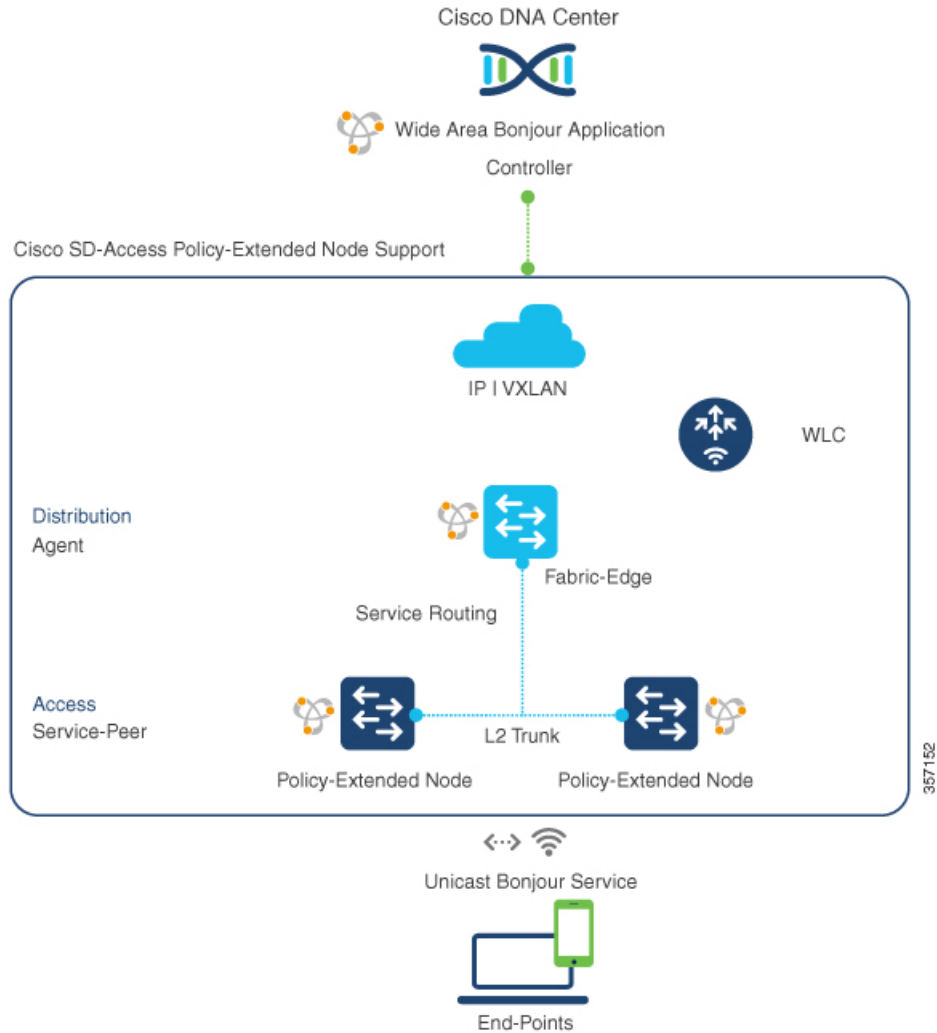 Cisco DNA Center
Wide Area Bonjour Application
Controller
Cisco SD-Access Policy-Extended Node Support
IP | VXLAN
WLC
Distribution
Agent
Fabric-Edge
Service Routing
Access
Service-Peer
L2 Trunk
Policy-Extended Node
Policy-Extended Node
357152
Unicast Bonjour Service
End-Points